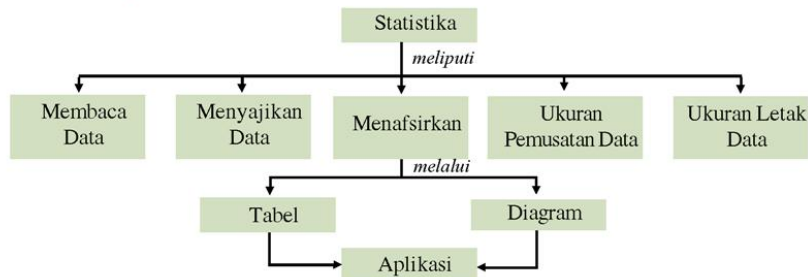 Statistika
meliputi
Membaca
Data
Menyajikan
Data
Menafsirkan
Ukuran
Pemusatan Data
Ukuran Letak
Data
melalui
Tabel
Diagram
Aplikasi